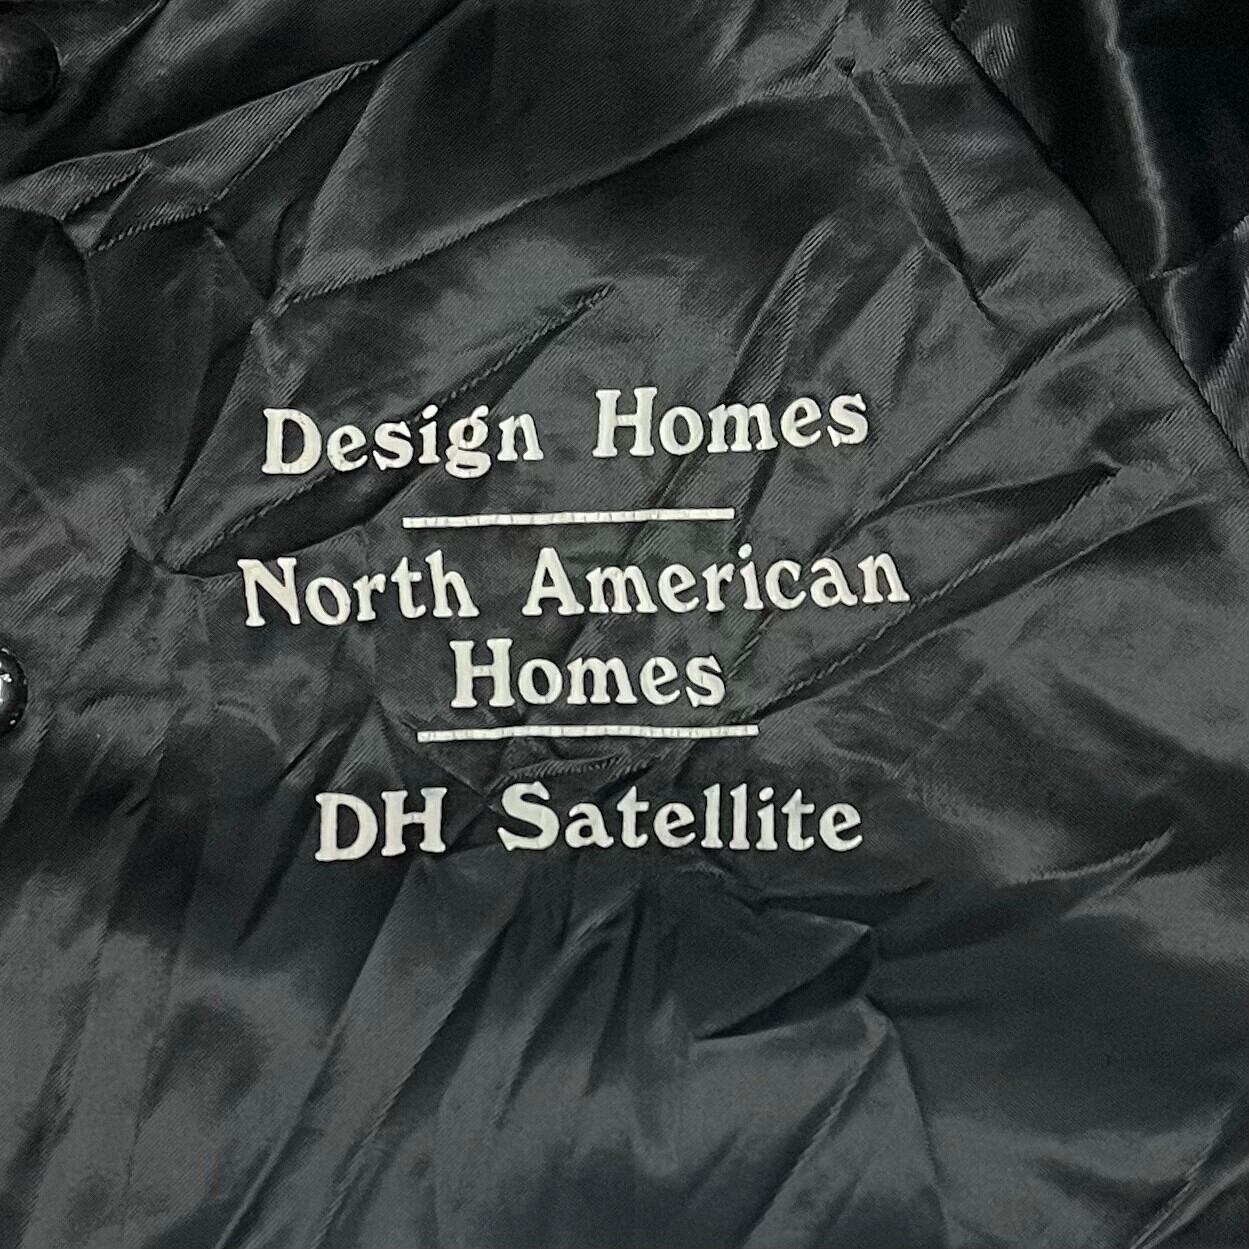 Design Homes
North American
Homes
DH Satellite